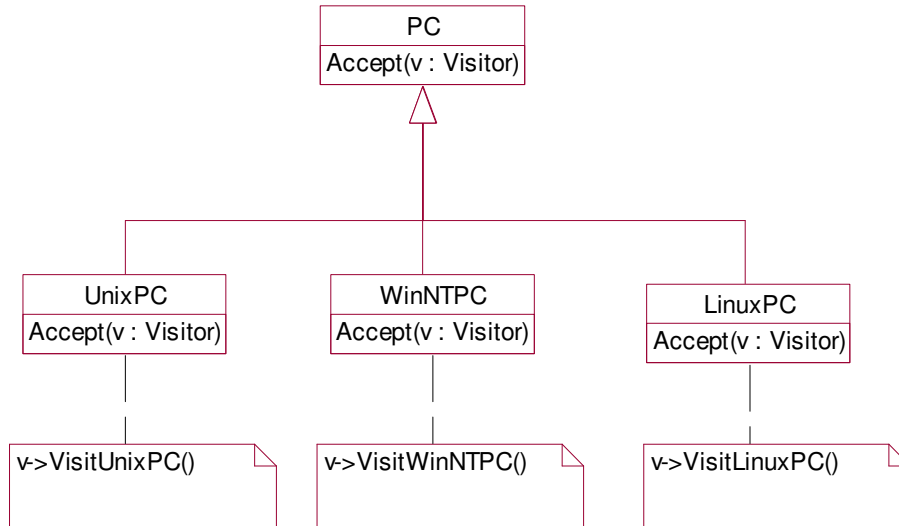 PC
Accept(v : Visitor)
UnixPC
Accept(v : Visitor)
WinNTPC
Accept(v : Visitor)
LinuxPC
Accept(v : Visitor)
v->VisitUnixPC()
v->VisitWinNTPC()
v->VisitLinuxPC()